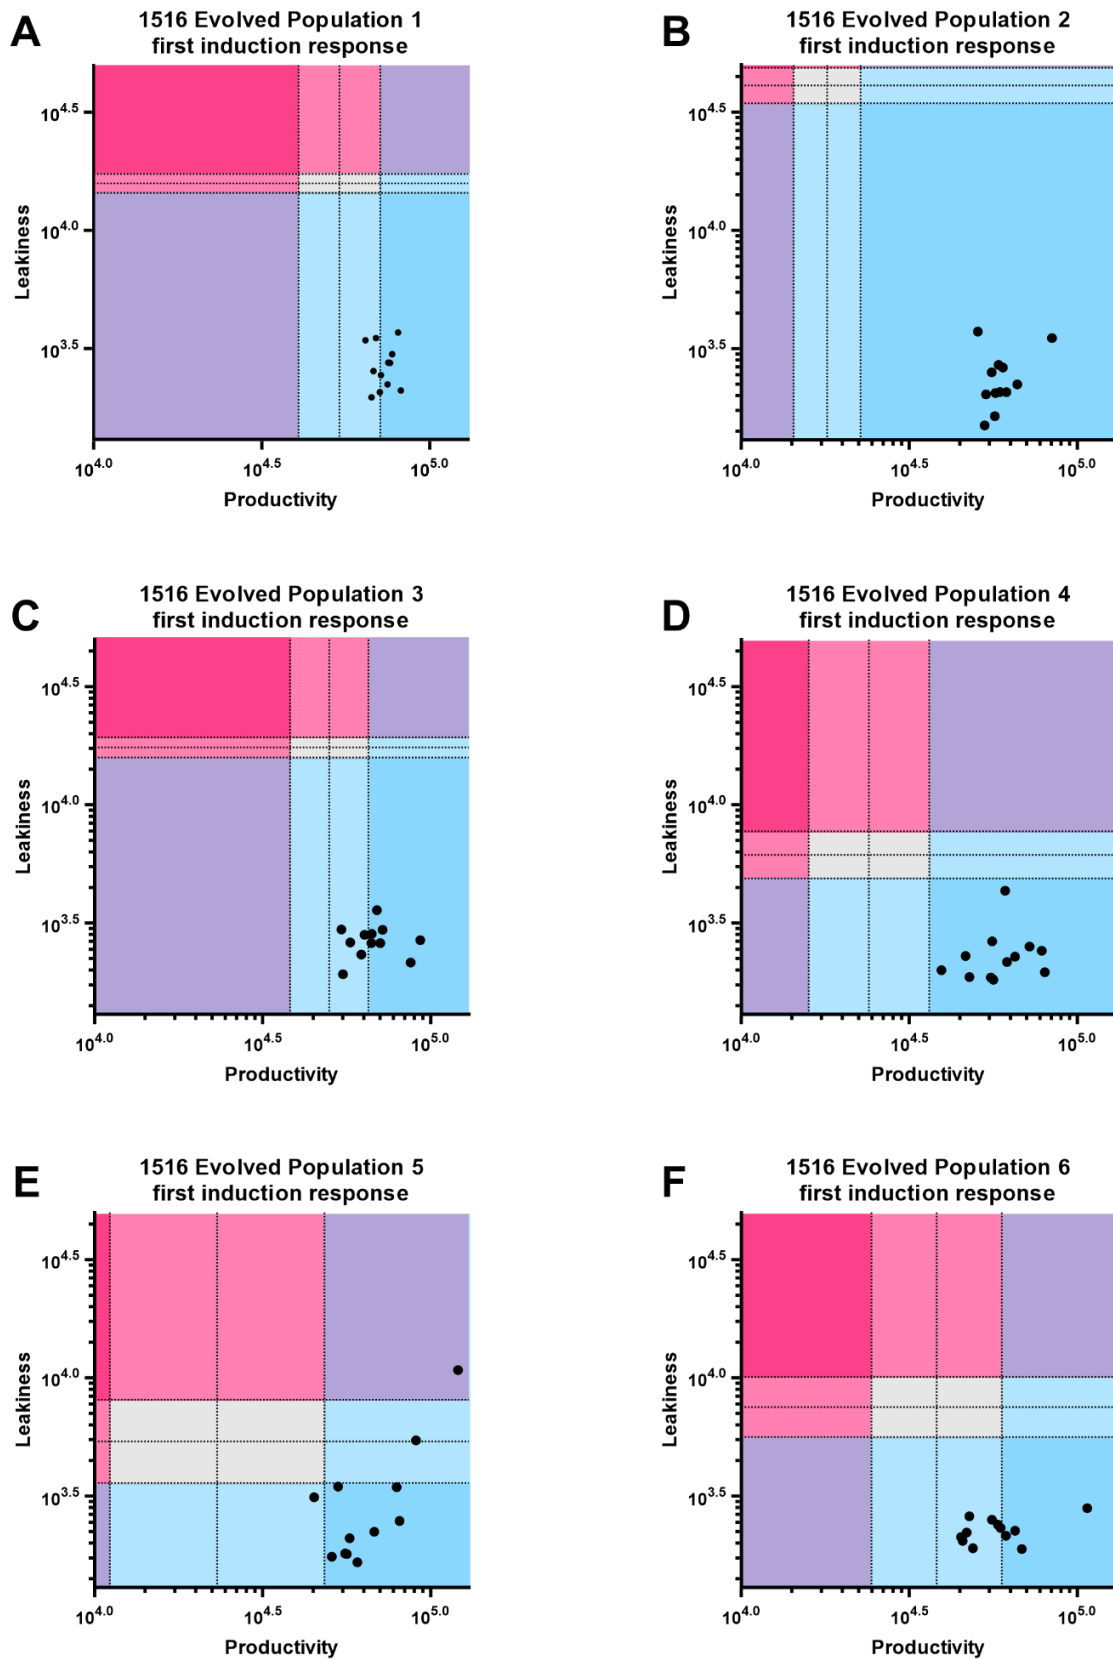 A
1516 Evolved Population 1
first induction response
Leakiness
10^4.5
10^4.0
10^3.5
10^4.0 10^4.5 10^5.0
Productivity
B
1516 Evolved Population 2
first induction response
Leakiness
10^4.5
10^4.0
10^3.5
10^4.0 10^4.5 10^5.0
Productivity
C
1516 Evolved Population 3
first induction response
Leakiness
10^4.5
10^4.0
10^3.5
10^4.0 10^4.5 10^5.0
Productivity
D
1516 Evolved Population 4
first induction response
Leakiness
10^4.5
10^4.0
10^3.5
10^4.0 10^4.5 10^5.0
Productivity
E
1516 Evolved Population 5
first induction response
Leakiness
10^4.5
10^4.0
10^3.5
10^4.0 10^4.5 10^5.0
Productivity
F
1516 Evolved Population 6
first induction response
Leakiness
10^4.5
10^4.0
10^3.5
10^4.0 10^4.5 10^5.0
Productivity